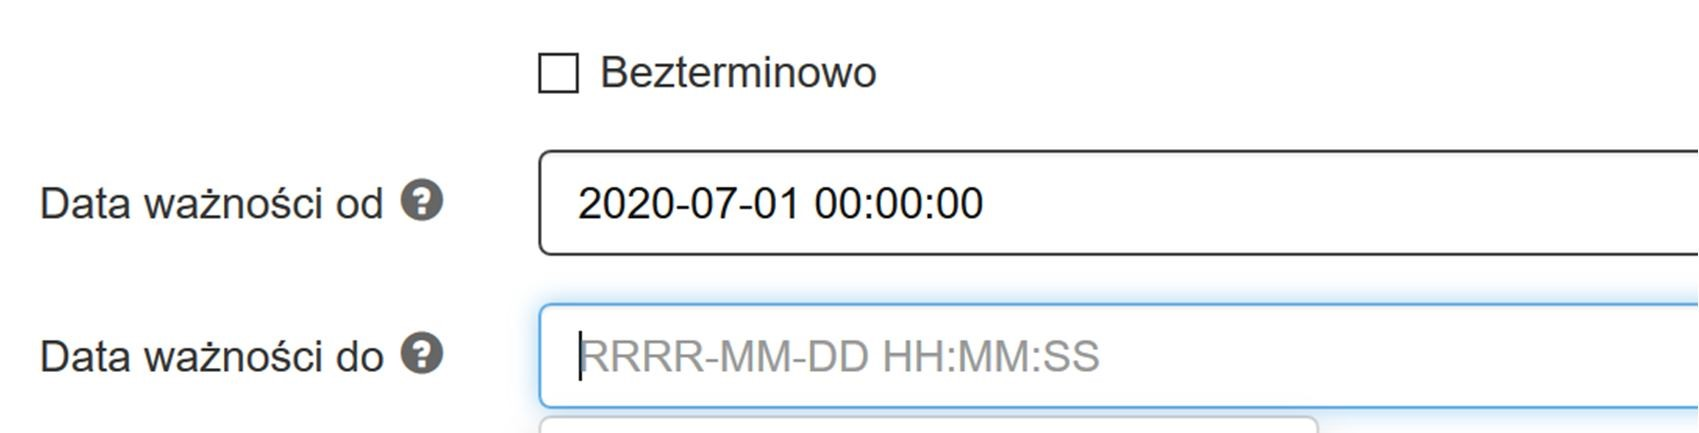 Bezterminowo
Data ważności od ? 2020-07-01 00:00:00
Data ważności do ? RRRR-MM-DD HH:MM:SS